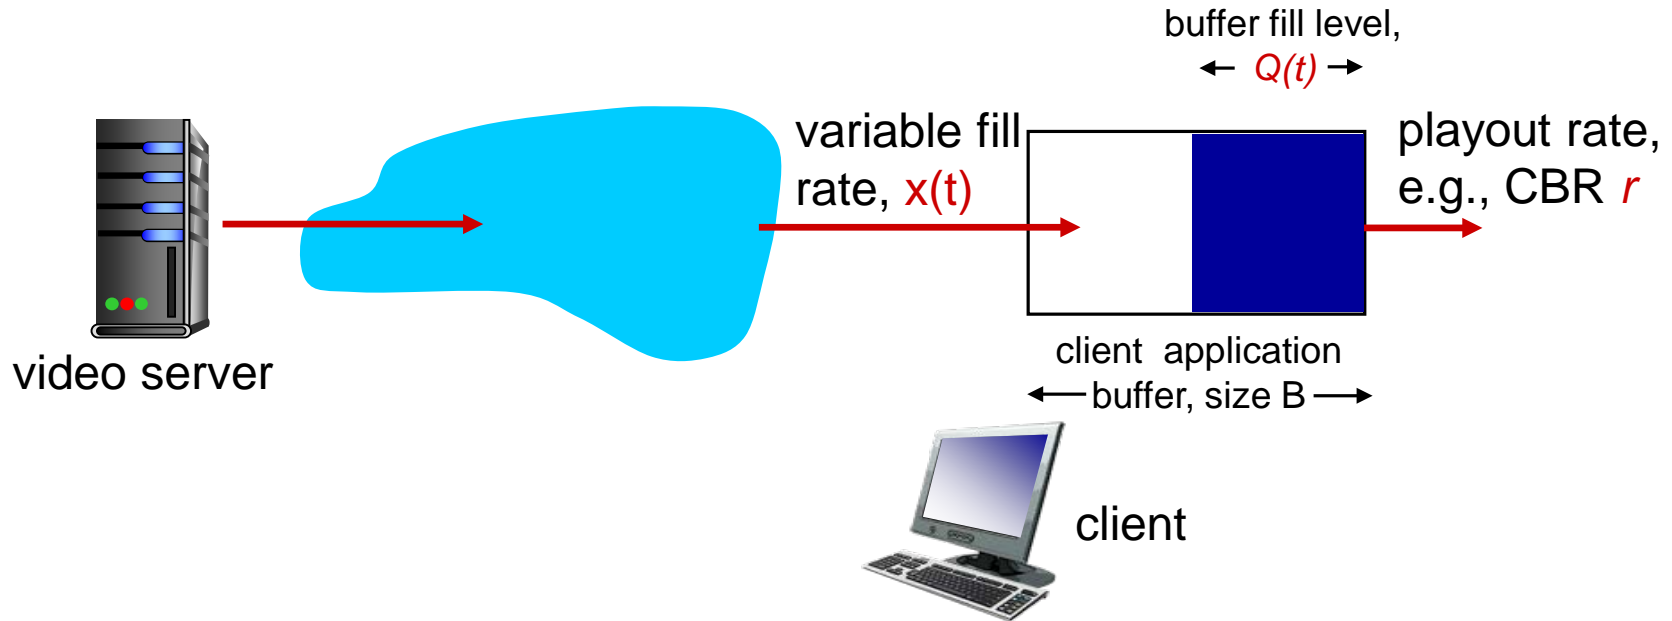 buffer fill level,
Q(t)
variable fill
rate, x(t)
playout rate,
e.g., CBR r
video server
client application
buffer, size B
client